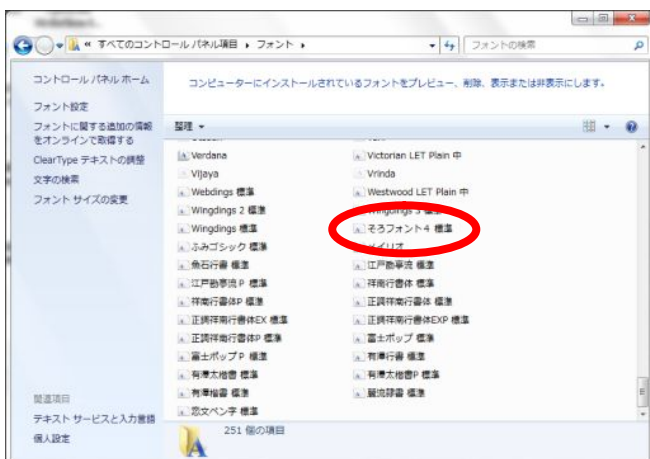 « すべてのコントロール パネル項目 ▸ フォント ▸
フォントの検索
コントロール パネル ホーム
フォント設定
フォントに関する追加の情報
をオンラインで取得する
ClearType テキストの調整
文字の検索
フォント サイズの変更
コンピューターにインストールされているフォントをプレビュー、削除、表示または非表示にします。
整理
Verdana
Victorian LET Plain 中
Vijaya
Vrinda
Webdings 標準
Westwood LET Plain 中
Wingdings 2 標準
Wingdings 3 標準
Wingdings 標準
そろフォント4 標準
ふみゴシック 標準
メイリオ
魚石行書 標準
江戸勘亭流 標準
江戸勘亭流 P 標準
祥南行書体 標準
祥南行書体P 標準
正調祥南行書体 標準
正調祥南行書体EX 標準
正調祥南行書体EXP 標準
正調祥南行書体P 標準
富士ポップ 標準
富士ポップ P 標準
有澤行書 標準
有澤太楷書 標準
有澤太楷書P 標準
有澤楷書 標準
麗流隷書 標準
恋文ペン字 標準
関連項目
テキスト サービスと入力言語
個人設定
251 個の項目